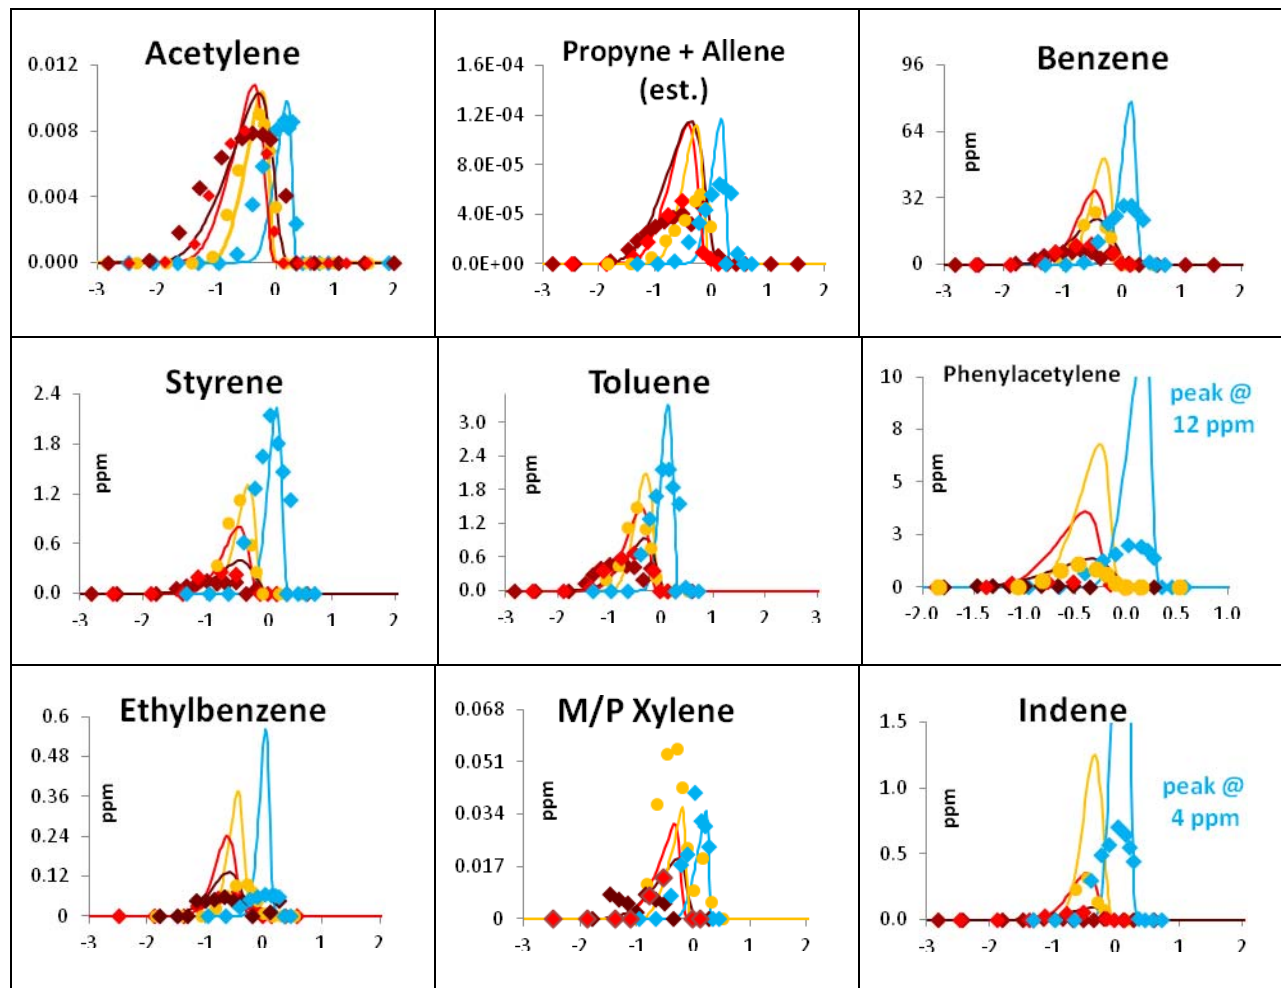 Acetylene
0.012
0.008
0.004
0.000
-3 -2 -1 0 1 2
Propyne + Allene
(est.)
1.6E-04
1.2E-04
8.0E-05
4.0E-05
0.0E+00
-3 -2 -1 0 1 2
Benzene
96
64
32
0
ppm
-3 -2 -1 0 1 2
Styrene
2.4
1.8
1.2
0.6
0.0
ppm
-3 -2 -1 0 1 2
Toluene
3.0
2.4
1.8
1.2
0.6
0.0
ppm
-3 -2 -1 0 1 2 3
Phenylacetylene
10
8
5
3
0
ppm
peak @
12 ppm
-2.0 -1.5 -1.0 -0.5 0.0 0.5 1.0
Ethylbenzene
0.6
0.48
0.36
0.24
0.12
0
ppm
-3 -2 -1 0 1 2
M/P Xylene
0.068
0.051
0.034
0.017
0
ppm
-3 -2 -1 0 1 2
Indene
1.5
1.0
0.5
0.0
ppm
peak @
4 ppm
-3 -2 -1 0 1 2